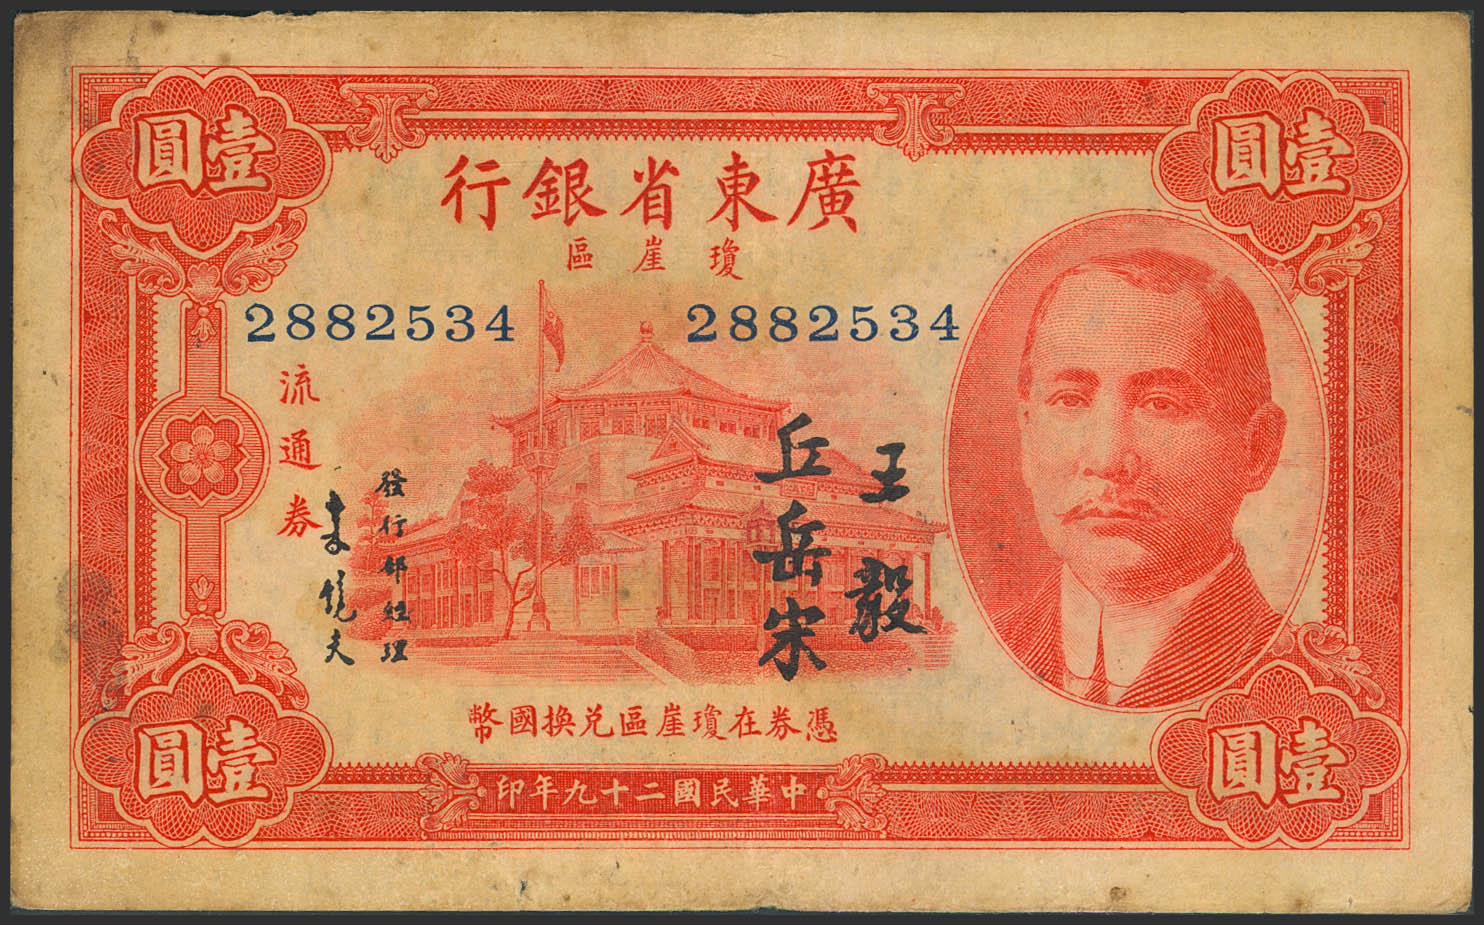 壹圓
壹圓
廣東省銀行
瓊崖區
2882534
2882534
流通券
王毅
丘岳宋
發行部經理
憑券在瓊崖區兌換國幣
壹圓
壹圓
中華民國二十九年印